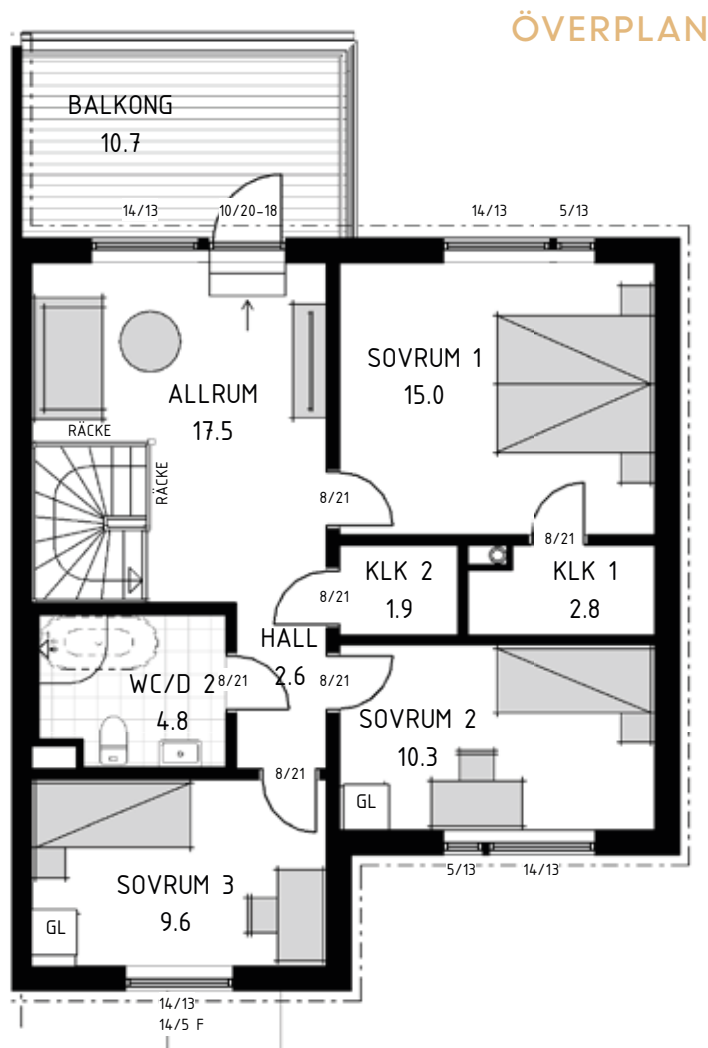 ÖVERPLAN
BALKONG
10.7
14/13
10/20-18
14/13
5/13
SOVRUM 1
15.0
ALLRUM
17.5
RÄCKE
RÄCKE
8/21
8/21
KLK 2
1.9
KLK 1
2.8
8/21
HALL
2.6
WC/D 2
4.8
8/21
8/21
SOVRUM 2
10.3
8/21
GL
SOVRUM 3
9.6
GL
5/13
14/13
14/13
14/5 F